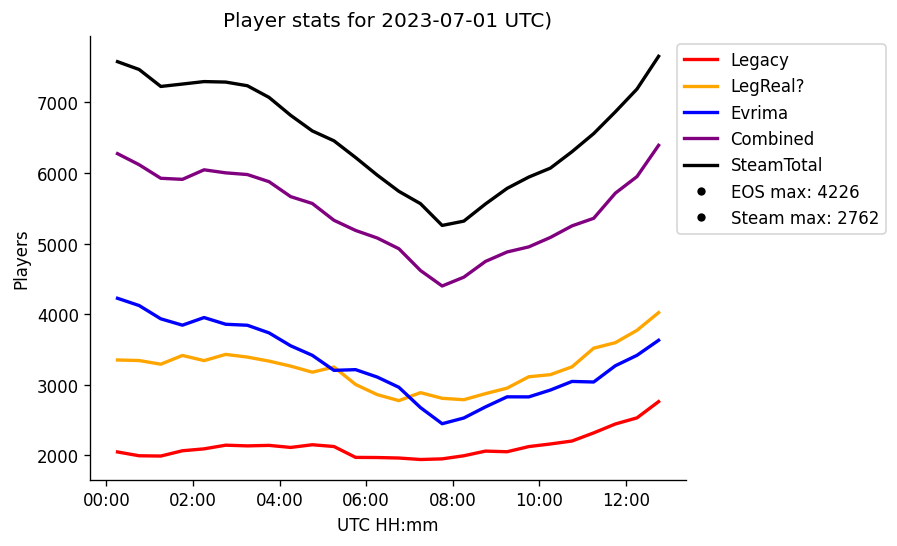 Player stats for 2023-07-01 UTC)
Legacy
LegReal?
Evrima
Combined
SteamTotal
EOS max: 4226
Steam max: 2762
Players
7000
6000
5000
4000
3000
2000
00:00 02:00 04:00 06:00 08:00 10:00 12:00
UTC HH:mm